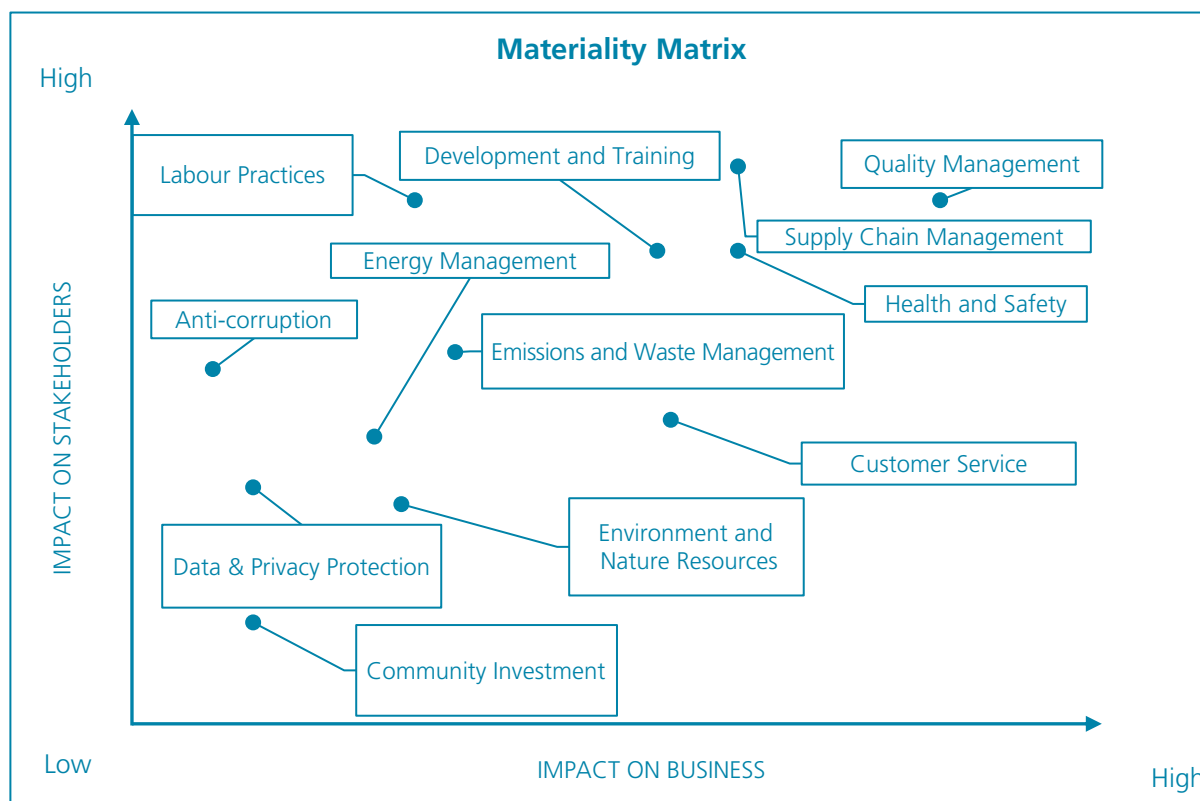 Materiality Matrix
High
Development and Training
Quality Management
Labour Practices
Supply Chain Management
Energy Management
Health and Safety
Anti-corruption
Emissions and Waste Management
IMPACT ON STAKEHOLDERS
Customer Service
Environment and
Nature Resources
Data & Privacy Protection
Community Investment
Low
IMPACT ON BUSINESS
High